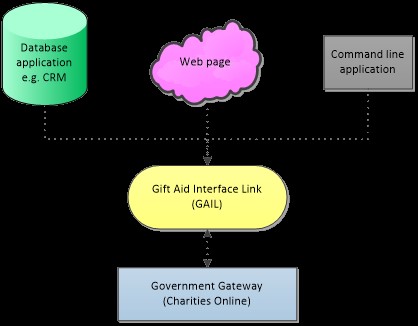 Database
application
e.g. CRM
Web page
Command line
application
Gift Aid Interface Link
(GAIL)
Government Gateway
(Charities Online)